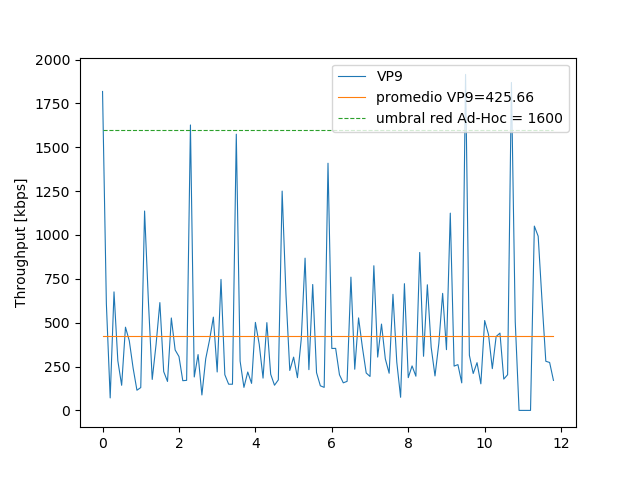 2000
1750
1500
1250
1000
750
500
250
0
Throughput [kbps]
VP9
promedio VP9=425.66
umbral red Ad-Hoc = 1600
0 2 4 6 8 10 12